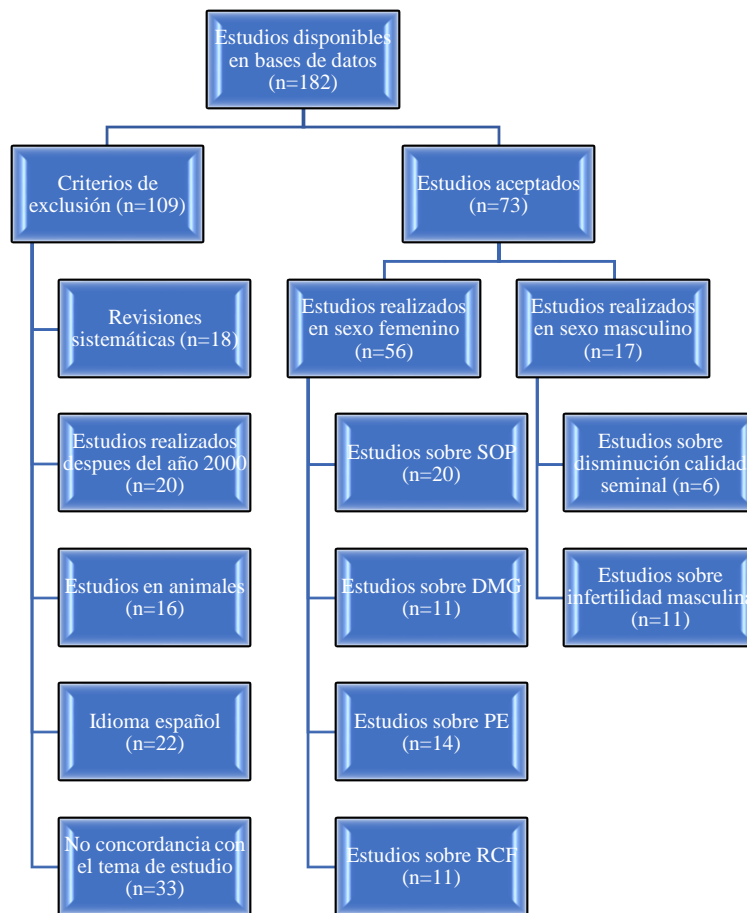 Estudios disponibles
en bases de datos
(n=182)
Criterios de
exclusión (n=109)
Estudios aceptados
(n=73)
Revisiones
sistemáticas (n=18)
Estudios realizados
despues del año 2000
(n=20)
Estudios en animales
(n=16)
Idioma español
(n=22)
No concordancia con
el tema de estudio
(n=33)
Estudios realizados
en sexo femenino
(n=56)
Estudios sobre SOP
(n=20)
Estudios sobre DMG
(n=11)
Estudios sobre PE
(n=14)
Estudios sobre RCF
(n=11)
Estudios realizados
en sexo masculino
(n=17)
Estudios sobre
disminución calidad
seminal (n=6)
Estudios sobre
infertilidad masculina
(n=11)